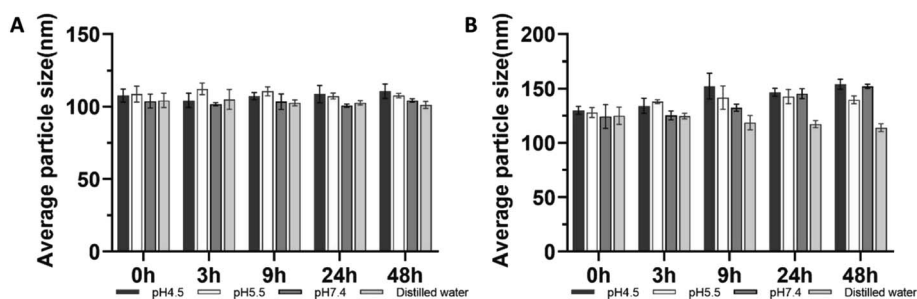 A
Average particle size(nm)
150
100
50
0
0h 3h 9h 24h 48h
pH4.5 pH5.5 pH7.4 Distilled water
B
Average particle size(nm)
200
150
100
50
0
0h 3h 9h 24h 48h
pH4.5 pH5.5 pH7.4 Distilled water